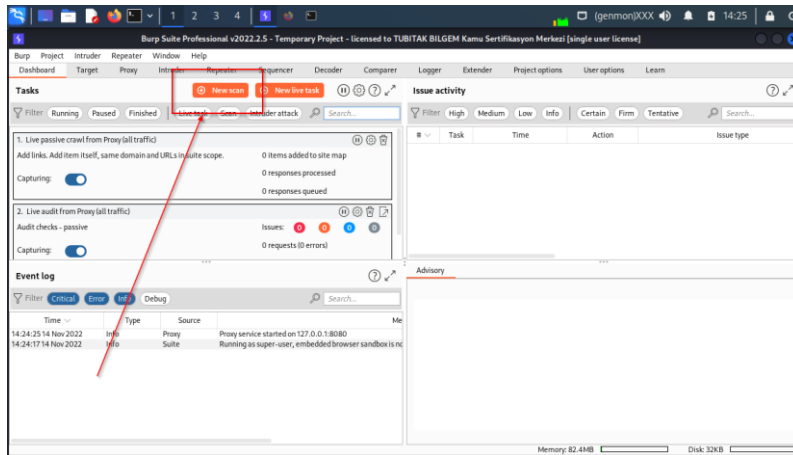 1 2 3 4
(genmon)XXX
14:25
Burp Suite Professional v2022.2.5 - Temporary Project - licensed to TUBITAK BILGEM Kamu Sertifikasyon Merkezi [single user license]
Burp Project Intruder Repeater Window Help
Dashboard Target Proxy Intruder Repeater Sequencer Decoder Comparer Logger Extender Project options User options Learn
Tasks
New scan
New live task
Filter Running Paused Finished Live task Scan Intruder attack Search...
1. Live passive crawl from Proxy (all traffic)
Add links. Add item itself, same domain and URLs in suite scope.
0 items added to site map
0 responses processed
Capturing:
0 responses queued
2. Live audit from Proxy (all traffic)
Audit checks - passive
Issues: 0 0 0 0
Capturing:
0 requests (0 errors)
Event log
Filter Critical Error Info Debug Search...
Time Type Source Me
14:24:25 14 Nov 2022 Info Proxy Proxy service started on 127.0.0.1:8080
14:24:17 14 Nov 2022 Info Suite Running as super-user, embedded browser sandbox is no
Issue activity
Filter High Medium Low Info Certain Firm Tentative Search...
# Task Time Action Issue type
Advisory
Memory: 82.4MB
Disk: 32KB